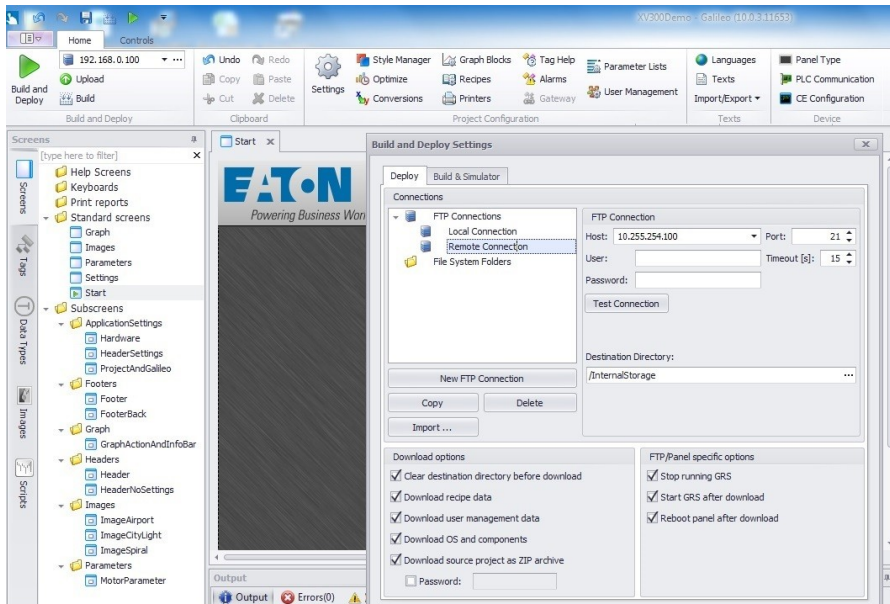 XV300Demo - Galileo (10.0.3.11653)
Home Controls
192.168.0.100
Upload
Build
Build and Deploy
Build and Deploy
Undo Redo
Copy Paste
Cut Delete
Clipboard
Settings
Style Manager Graph Blocks Tag Help Parameter Lists
Optimize Recipes Alarms User Management
Conversions Printers Gateway
Project Configuration
Languages
Texts
Import/Export
Texts
Panel Type
PLC Communication
CE Configuration
Device
Screens
[type here to filter]
Help Screens
Keyboards
Print reports
Standard screens
Graph
Images
Parameters
Settings
Start
Subscreens
ApplicationSettings
Hardware
HeaderSettings
ProjectAndGalileo
Footers
Footer
FooterBack
Graph
GraphActionAndInfoBar
Headers
Header
HeaderNoSettings
Images
ImageAirport
ImageCityLight
ImageSpiral
Parameters
MotorParameter
Screens
Tags
Data Types
Images
Scripts
Start
EATON
Powering Business Wor
Output
Output Errors(0)
Build and Deploy Settings
Deploy Build & Simulator
Connections
FTP Connections
Local Connection
Remote Connection
File System Folders
New FTP Connection
Copy Delete
Import ...
FTP Connection
Host: 10.255.254.100 Port: 21
User: Timeout [s]: 15
Password:
Test Connection
Destination Directory:
/InternalStorage ...
Download options
Clear destination directory before download
Download recipe data
Download user management data
Download OS and components
Download source project as ZIP archive
Password:
FTP/Panel specific options
Stop running GRS
Start GRS after download
Reboot panel after download